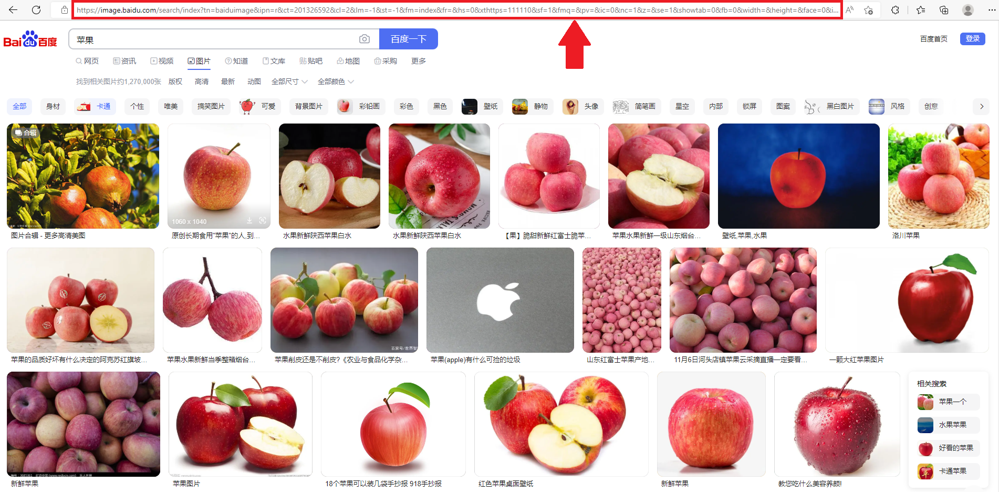 https://image.baidu.com/search/index?tn=baiduimage&ipn=r&ct=201326592&cl=2&lm=-1&st=-1&fm=index&fr=&hs=0&xthttps=111110&sf=1&fmq=&pv=&ic=0&nc=1&z=&se=1&showtab=0&fb=0&width=&height=&face=0&i...
Bai du 百度
苹果
百度一下
百度首页
登录
网页 资讯 视频 图片 知道 文库 贴吧 地图 采购 更多
找到相关图片约1,270,000张 版权 高清 最新 动图 全部尺寸 全部颜色
全部 身材 卡通 个性 唯美 搞笑图片 可爱 背景图片 彩铅画 彩色 黑色 壁纸 静物 头像 简笔画 星空 内部 锁屏 图案 黑白图片 风格 创意
合辑
1060 x 1040
图片合辑 - 更多高清美图
原创长期食用"苹果"的人,到...
水果新鲜陕西苹果白水
水果新鲜陕西苹果白水
【果】脆甜新鲜红富士脆苹...
苹果水果新鲜一级山东烟台...
壁纸,苹果,水果
洛川苹果
百家号/世界智
苹果的品质好坏有什么决定的阿克苏红旗坡...
苹果水果新鲜当季整箱烟台...
苹果削皮还是不削皮?《农业与食品化学杂...
苹果(apple)有什么可捡的垃圾
山东红富士苹果产地...
11月6日河头店镇苹果云采摘直播一定要看...
一颗大红苹果图片
相关搜索
苹果一个
水果苹果
好看的苹果
卡通苹果
新鲜苹果
苹果图片
18个苹果可以装几袋手抄报 918手抄报
红色苹果桌面壁纸
新鲜苹果
教您吃什么美容养颜!